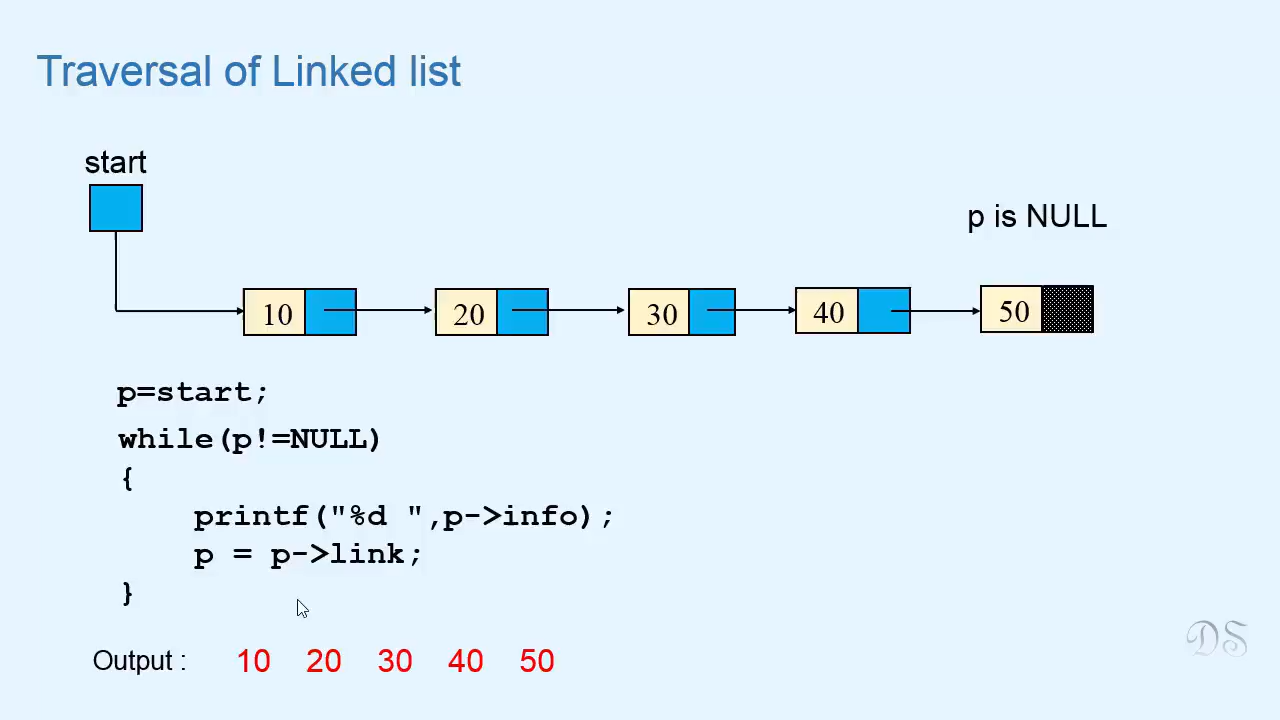 Traversal of Linked list
start
p is NULL
10 20 30 40 50
p=start;
while(p!=NULL)
{
printf("%d ",p->info);
p = p->link;
}
Output : 10 20 30 40 50
DS